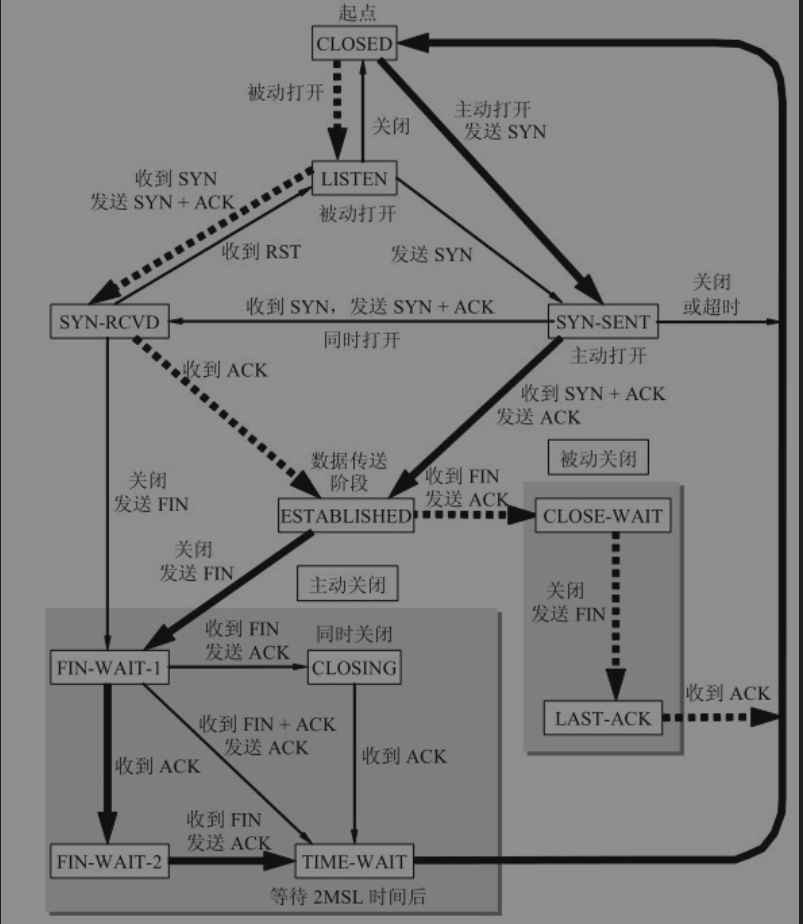 起点
CLOSED
被动打开
关闭
主动打开
发送 SYN
收到 SYN
发送 SYN + ACK
LISTEN
被动打开
收到 RST
发送 SYN
关闭
或超时
SYN-RCVD
收到 SYN，发送 SYN + ACK
同时打开
SYN-SENT
主动打开
收到 ACK
收到 SYN + ACK
发送 ACK
数据传送
阶段
被动关闭
关闭
发送 FIN
收到 FIN
发送 ACK
ESTABLISHED
CLOSE-WAIT
关闭
发送 FIN
主动关闭
关闭
发送 FIN
收到 FIN
发送 ACK
同时关闭
FIN-WAIT-1
CLOSING
LAST-ACK
收到 ACK
收到 FIN + ACK
发送 ACK
收到 ACK
收到 ACK
收到 FIN
发送 ACK
FIN-WAIT-2
TIME-WAIT
等待 2MSL 时间后